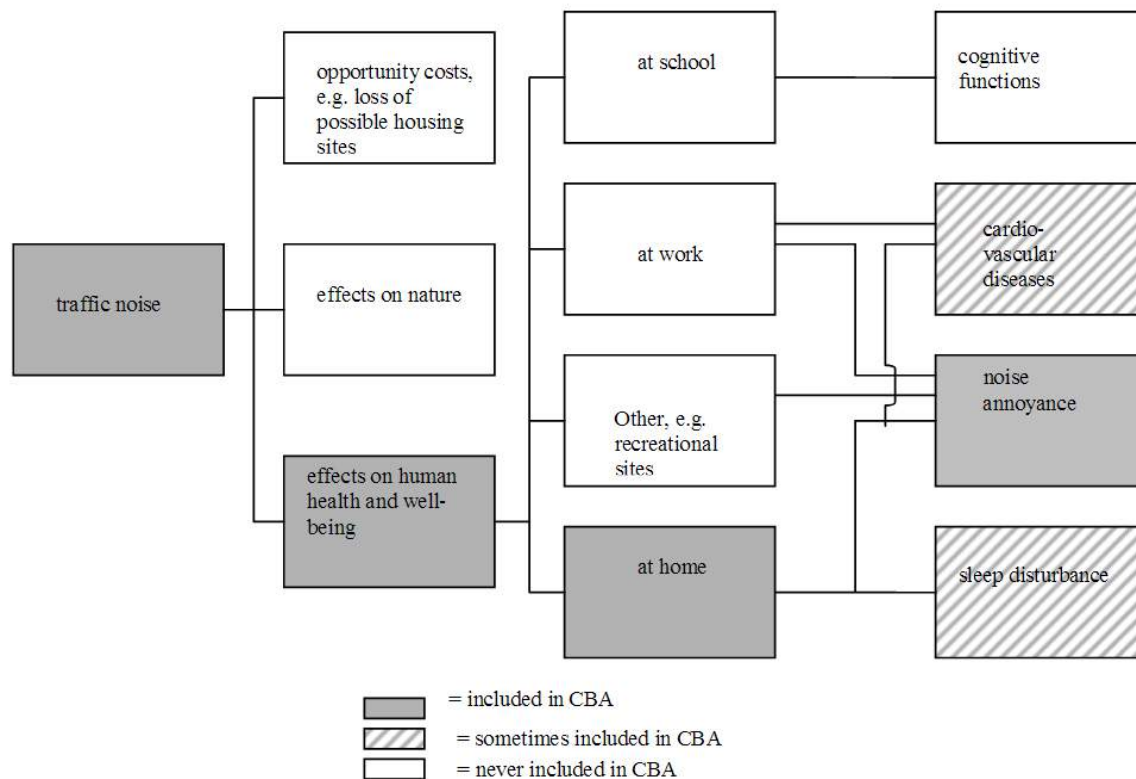 opportunity costs,
e.g. loss of
possible housing
sites
at school
cognitive
functions
traffic noise
effects on nature
at work
cardio-
vascular
diseases
Other, e.g.
recreational
sites
noise
annoyance
effects on human
health and well-
being
at home
sleep disturbance
= included in CBA
= sometimes included in CBA
= never included in CBA